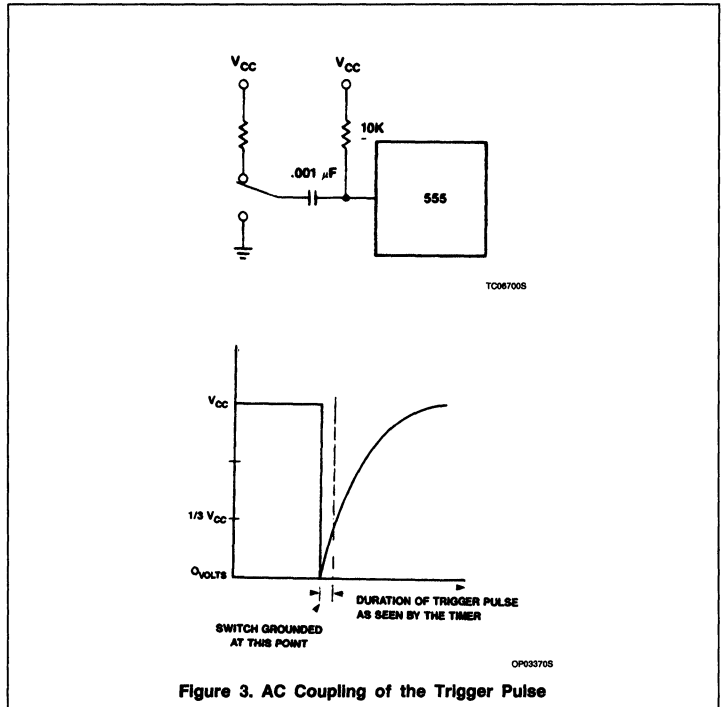 VCC VCC
10K
.001 μF
555
TC06700S
VCC
1/3 VCC
OVOLTS
DURATION OF TRIGGER PULSE
AS SEEN BY THE TIMER
SWITCH GROUNDED
AT THIS POINT
OP03370S
Figure 3. AC Coupling of the Trigger Pulse